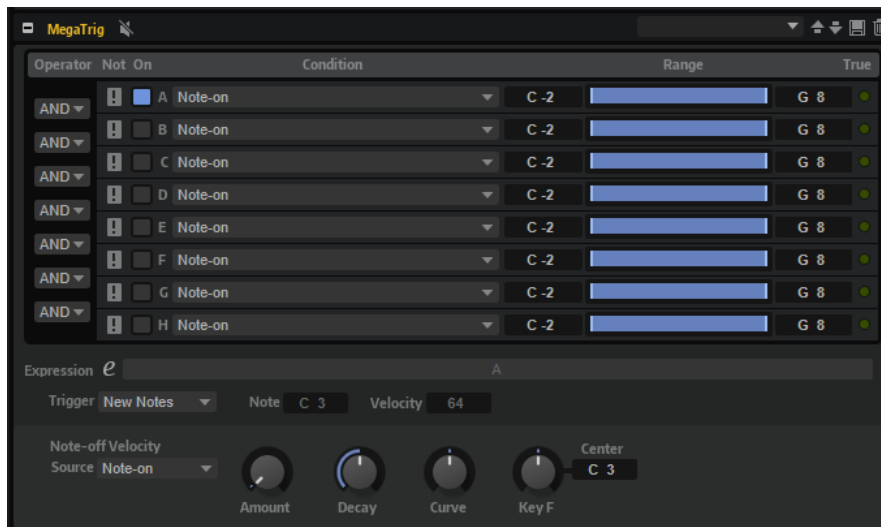 MegaTrig
Operator Not On Condition Range True
A Note-on C -2 G 8
AND
B Note-on C -2 G 8
AND
C Note-on C -2 G 8
AND
D Note-on C -2 G 8
AND
E Note-on C -2 G 8
AND
F Note-on C -2 G 8
AND
G Note-on C -2 G 8
AND
H Note-on C -2 G 8
Expression e A
Trigger New Notes Note C 3 Velocity 64
Note-off Velocity
Source Note-on
Center
C 3
Amount Decay Curve Key F